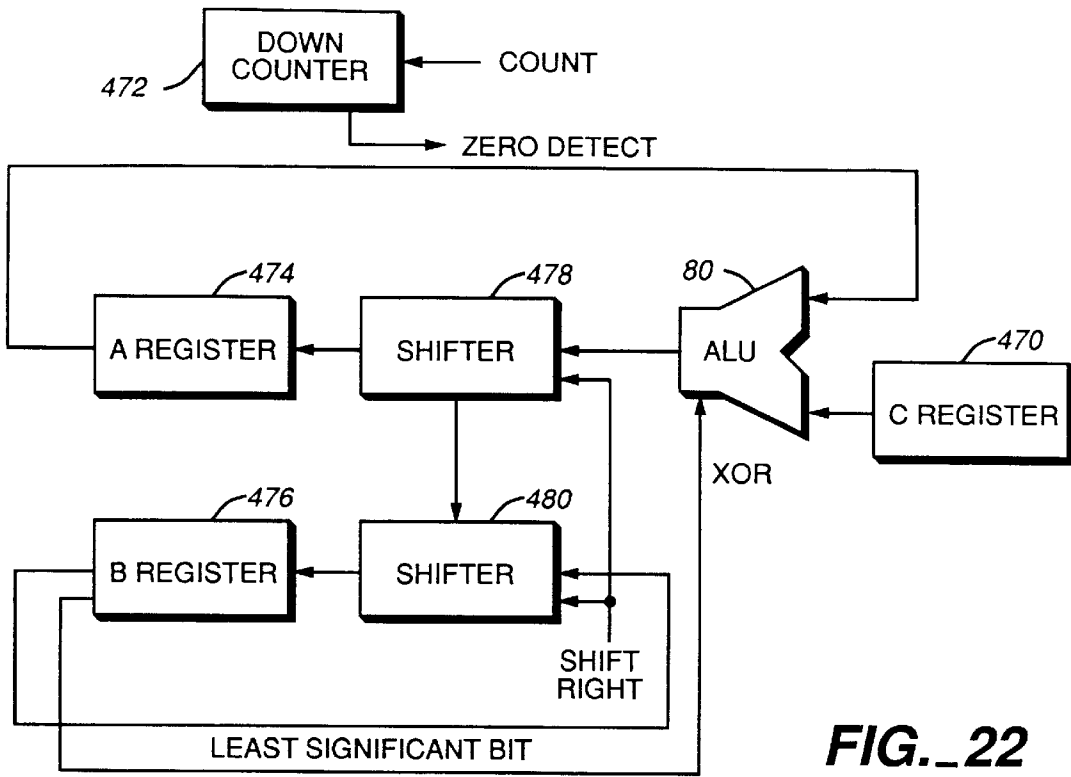 DOWN
COUNTER
472
COUNT
ZERO DETECT
474
478
80
470
A REGISTER
SHIFTER
ALU
C REGISTER
XOR
476
480
B REGISTER
SHIFTER
SHIFT
RIGHT
LEAST SIGNIFICANT BIT
FIG._22